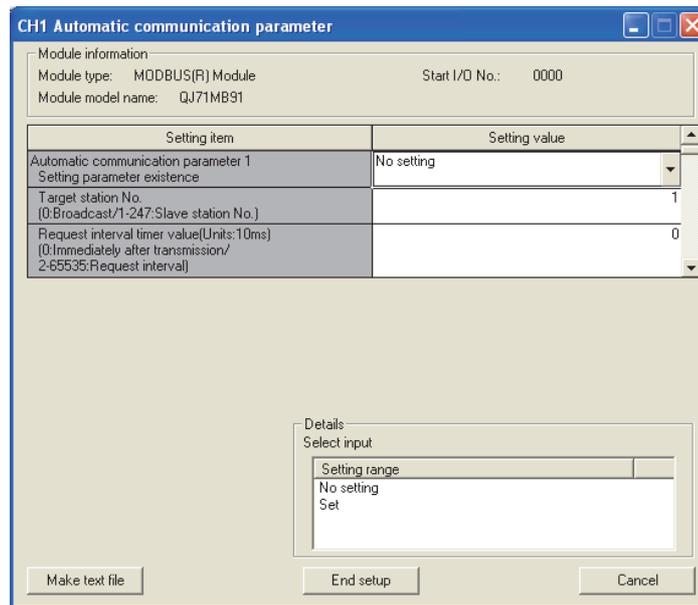 CH1 Automatic communication parameter
Module information
Module type: MODBUS(R) Module Start I/O No.: 0000
Module model name: QJ71MB91
Setting item Setting value
Automatic communication parameter 1
Setting parameter existence
No setting
Target station No.
(0:Broadcast/1-247:Slave station No.)
1
Request interval timer value(Units:10ms)
(0:Immediately after transmission/
2-65535:Request interval)
0
Details
Select input
Setting range
No setting
Set
Make text file End setup Cancel